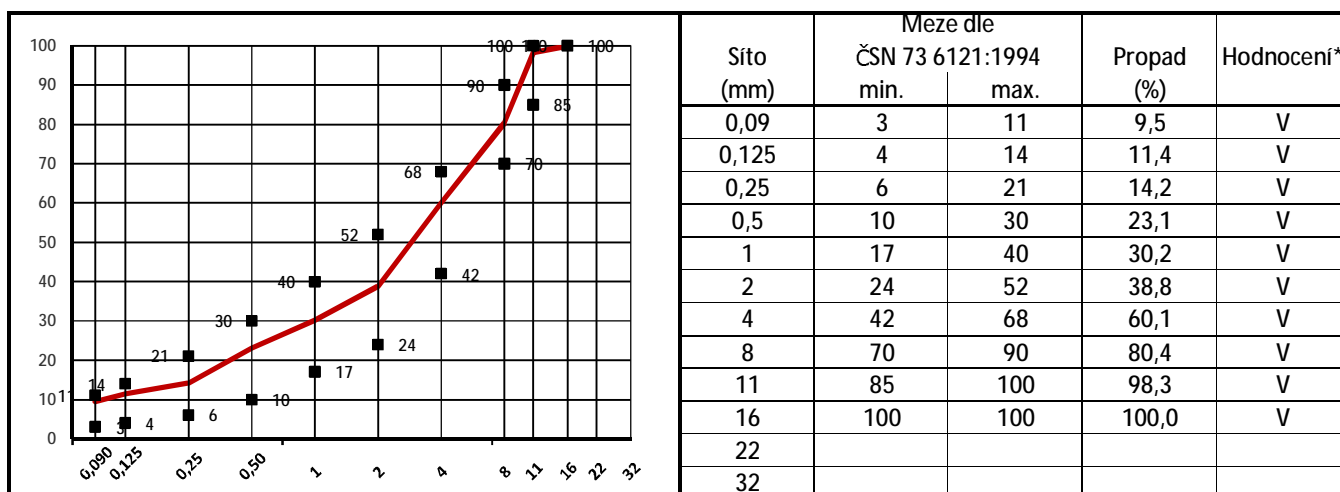 100
90
80
70
60
50
40
30
20
10
0
11 14 21 30 40 52 68 90 100 100 100
3 4 6 10 17 24 42 70 85
0,090 0,125 0,25 0,50 1 2 4 8 11 16 22 32
Meze dle
Síto ČSN 73 6121:1994 Propad Hodnocení*
(mm) min. max. (%)
0,09 3 11 9,5 V
0,125 4 14 11,4 V
0,25 6 21 14,2 V
0,5 10 30 23,1 V
1 17 40 30,2 V
2 24 52 38,8 V
4 42 68 60,1 V
8 70 90 80,4 V
11 85 100 98,3 V
16 100 100 100,0 V
22
32